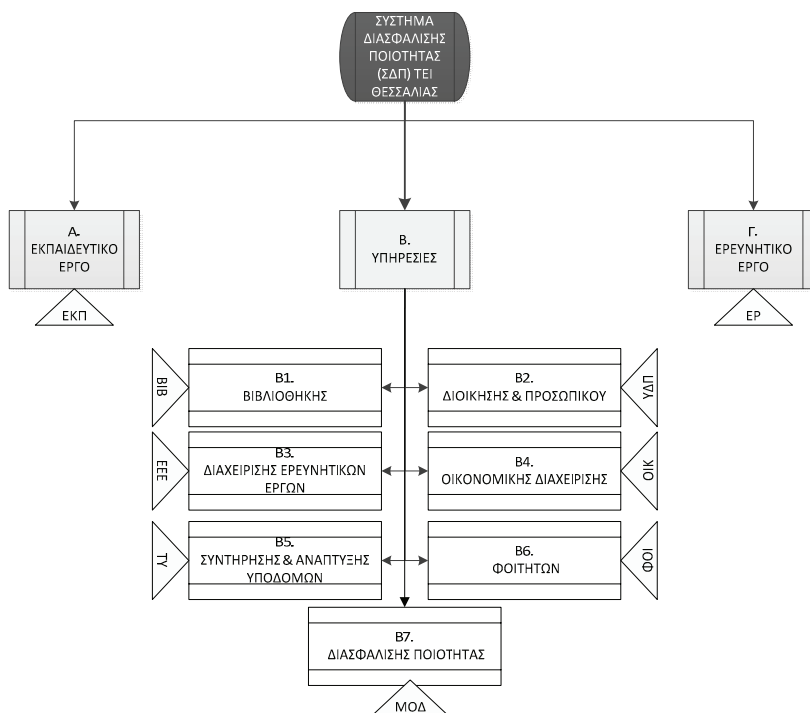 ΣΥΣΤΗΜΑ
ΔΙΑΣΦΑΛΙΣΗΣ
ΠΟΙΟΤΗΤΑΣ
(ΣΔΠ) ΤΕΙ
ΘΕΣΣΑΛΙΑΣ
Α.
ΕΚΠΑΙΔΕΥΤΙΚΟ
ΕΡΓΟ
ΕΚΠ
Β.
ΥΠΗΡΕΣΙΕΣ
Γ.
ΕΡΕΥΝΗΤΙΚΟ
ΕΡΓΟ
ΕΡ
ΒΙΒ
Β1.
ΒΙΒΛΙΟΘΗΚΗΣ
Β2.
ΔΙΟΙΚΗΣΗΣ & ΠΡΟΣΩΠΙΚΟΥ
ΥΔΠ
ΕΕΕ
Β3.
ΔΙΑΧΕΙΡΙΣΗΣ ΕΡΕΥΝΗΤΙΚΩΝ
ΕΡΓΩΝ
Β4.
ΟΙΚΟΝΟΜΙΚΗΣ ΔΙΑΧΕΙΡΙΣΗΣ
ΟΙΚ
ΤΥ
Β5.
ΣΥΝΤΗΡΗΣΗΣ & ΑΝΑΠΤΥΞΗΣ
ΥΠΟΔΟΜΩΝ
Β6.
ΦΟΙΤΗΤΩΝ
ΦΟΙ
Β7.
ΔΙΑΣΦΑΛΙΣΗΣ ΠΟΙΟΤΗΤΑΣ
ΜΟΔ